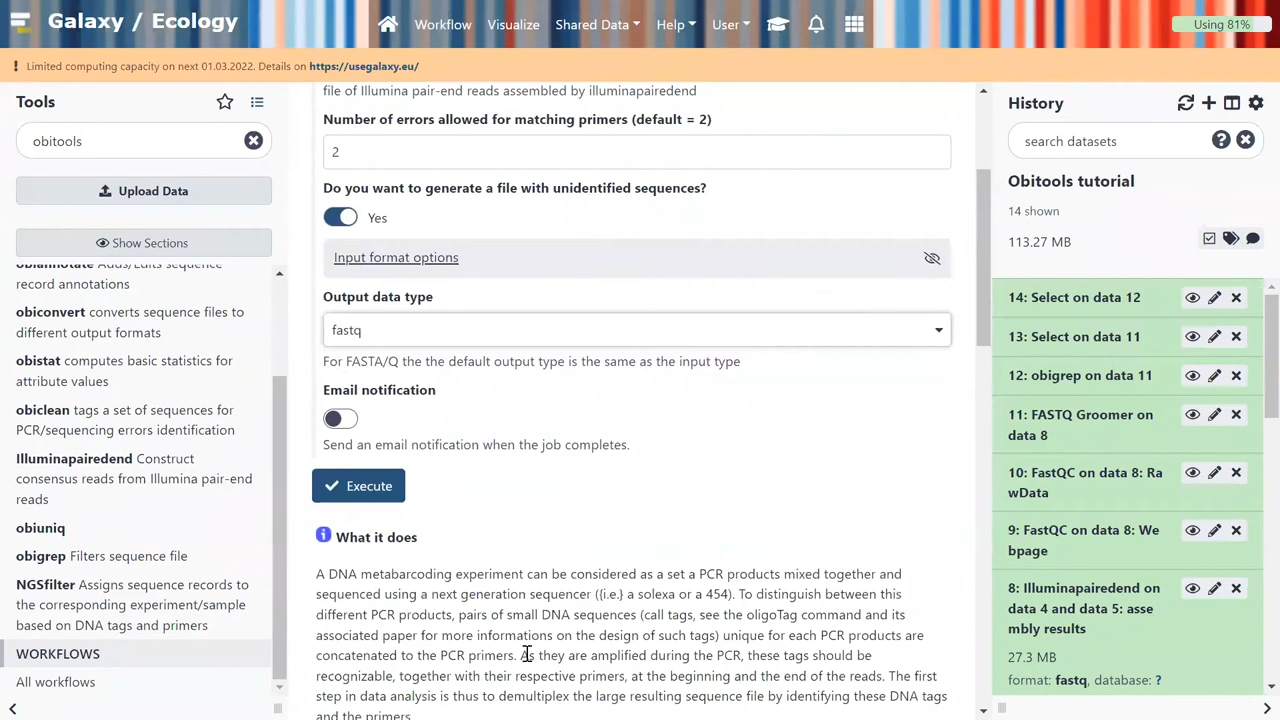 Galaxy / Ecology
Workflow
Visualize
Shared Data
Help
User
Using 81%
! Limited computing capacity on next 01.03.2022. Details on https://usegalaxy.eu/
Tools
obitools
Upload Data
Show Sections
obiannotate Adds/Edits sequence
record annotations
obiconvert converts sequence files to
different output formats
obistat computes basic statistics for
attribute values
obiclean tags a set of sequences for
PCR/sequencing errors identification
Illuminapairedend Construct
consensus reads from Illumina pair-end
reads
obiuniq
obigrep Filters sequence file
NGSfilter Assigns sequence records to
the corresponding experiment/sample
based on DNA tags and primers
WORKFLOWS
All workflows
file of Illumina pair-end reads assembled by illuminapairedend
Number of errors allowed for matching primers (default = 2)
2
Do you want to generate a file with unidentified sequences?
Yes
Input format options
Output data type
fastq
For FASTA/Q the the default output type is the same as the input type
Email notification
Send an email notification when the job completes.
Execute
What it does
A DNA metabarcoding experiment can be considered as a set a PCR products mixed together and
sequenced using a next generation sequencer ({i.e.} a solexa or a 454). To distinguish between this
different PCR products, pairs of small DNA sequences (call tags, see the oligoTag command and its
associated paper for more informations on the design of such tags) unique for each PCR products are
concatenated to the PCR primers. As they are amplified during the PCR, these tags should be
recognizable, together with their respective primers, at the beginning and the end of the reads. The first
step in data analysis is thus to demultiplex the large resulting sequence file by identifying these DNA tags
and the primers
History
search datasets
Obitools tutorial
14 shown
113.27 MB
14: Select on data 12
13: Select on data 11
12: obigrep on data 11
11: FASTQ Groomer on
data 8
10: FastQC on data 8: Ra
wData
9: FastQC on data 8: We
bpage
8: Illuminapairedend on
data 4 and data 5: asse
mbly results
27.3 MB
format: fastq, database: ?